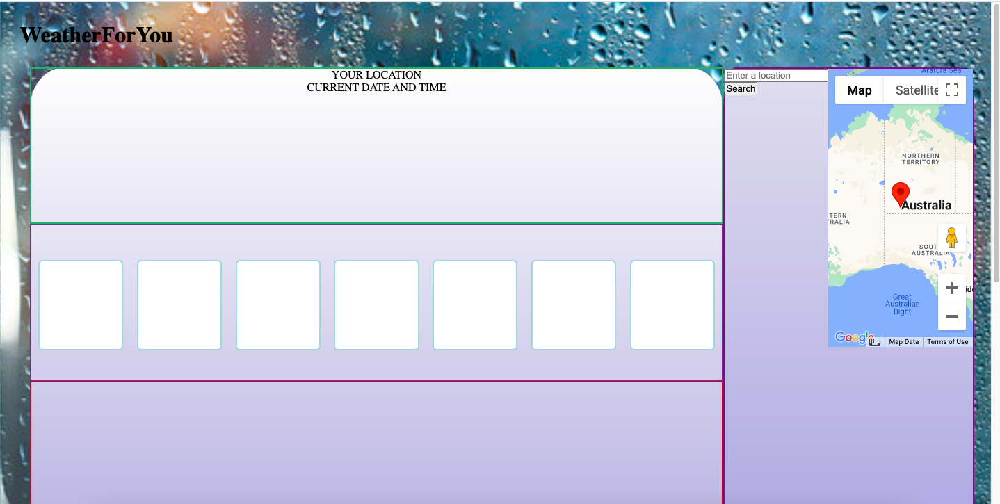 WeatherForYou
YOUR LOCATION
CURRENT DATE AND TIME
Enter a location
Search
Arafura Sea
Map
Satellite
NORTHERN
TERRITORY
Australia
TERN
RALIA
SOUT
AUSTRALIA
Great
Australian
Bight
Google
Map Data
Terms of Use